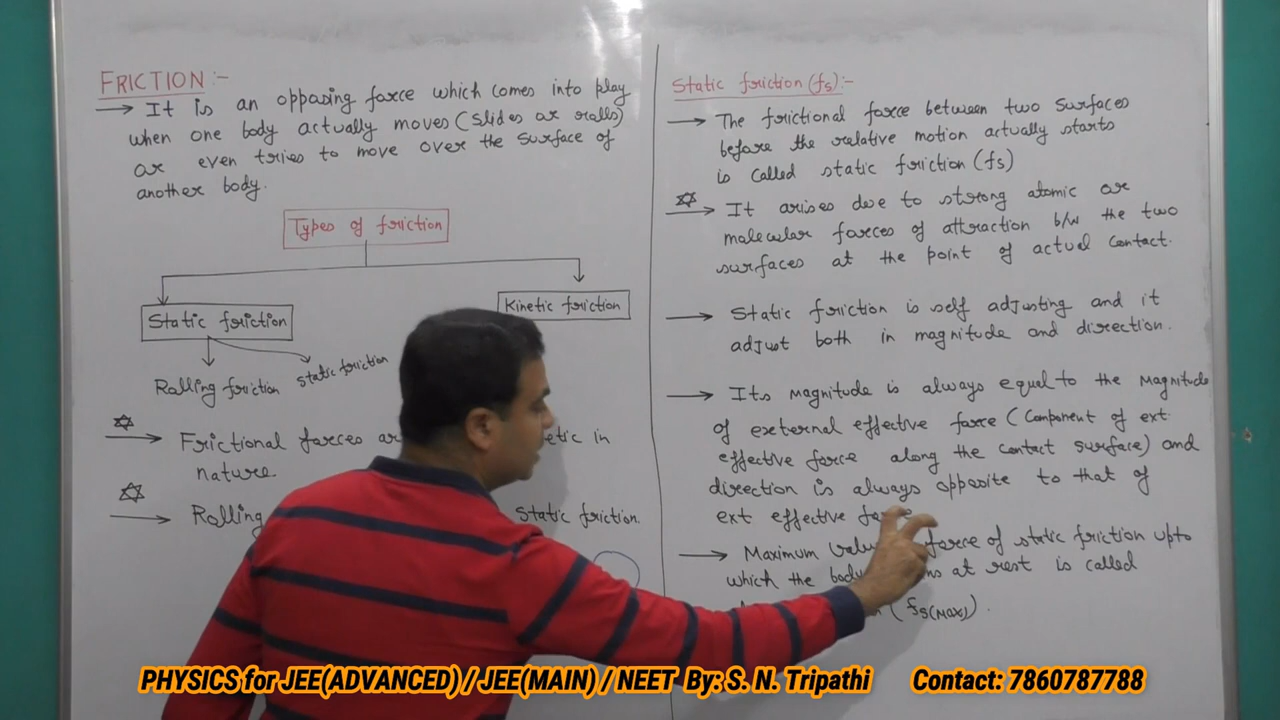 FRICTION:-
→ It is an opposing force which comes into play
when one body actually moves (slides or rolls)
or even tries to move over the surface of
another body.
Types of friction
Static friction
Kinetic friction
Rolling friction
static friction
→ Frictional forces ar
etic in
nature.
→ Rolling
static friction.
Static friction (fs):-
→ The frictional force between two surfaces
before the relative motion actually starts
is called static friction (fs)
→ It arises due to strong atomic or
molecular forces of attraction b/w the two
surfaces at the point of actual contact.
→ Static friction is self adjusting and it
adjust both in magnitude and direction.
→ Its magnitude is always equal to the magnitude
of external effective force (component of ext.
effective force along the contact surface) and
direction is always opposite to that of
ext effective
→ Maximum force of static friction upto
which the body at rest is called
(fs(MAX)).
PHYSICS for JEE(ADVANCED) / JEE(MAIN) / NEET By: S. N. Tripathi Contact: 7860787788